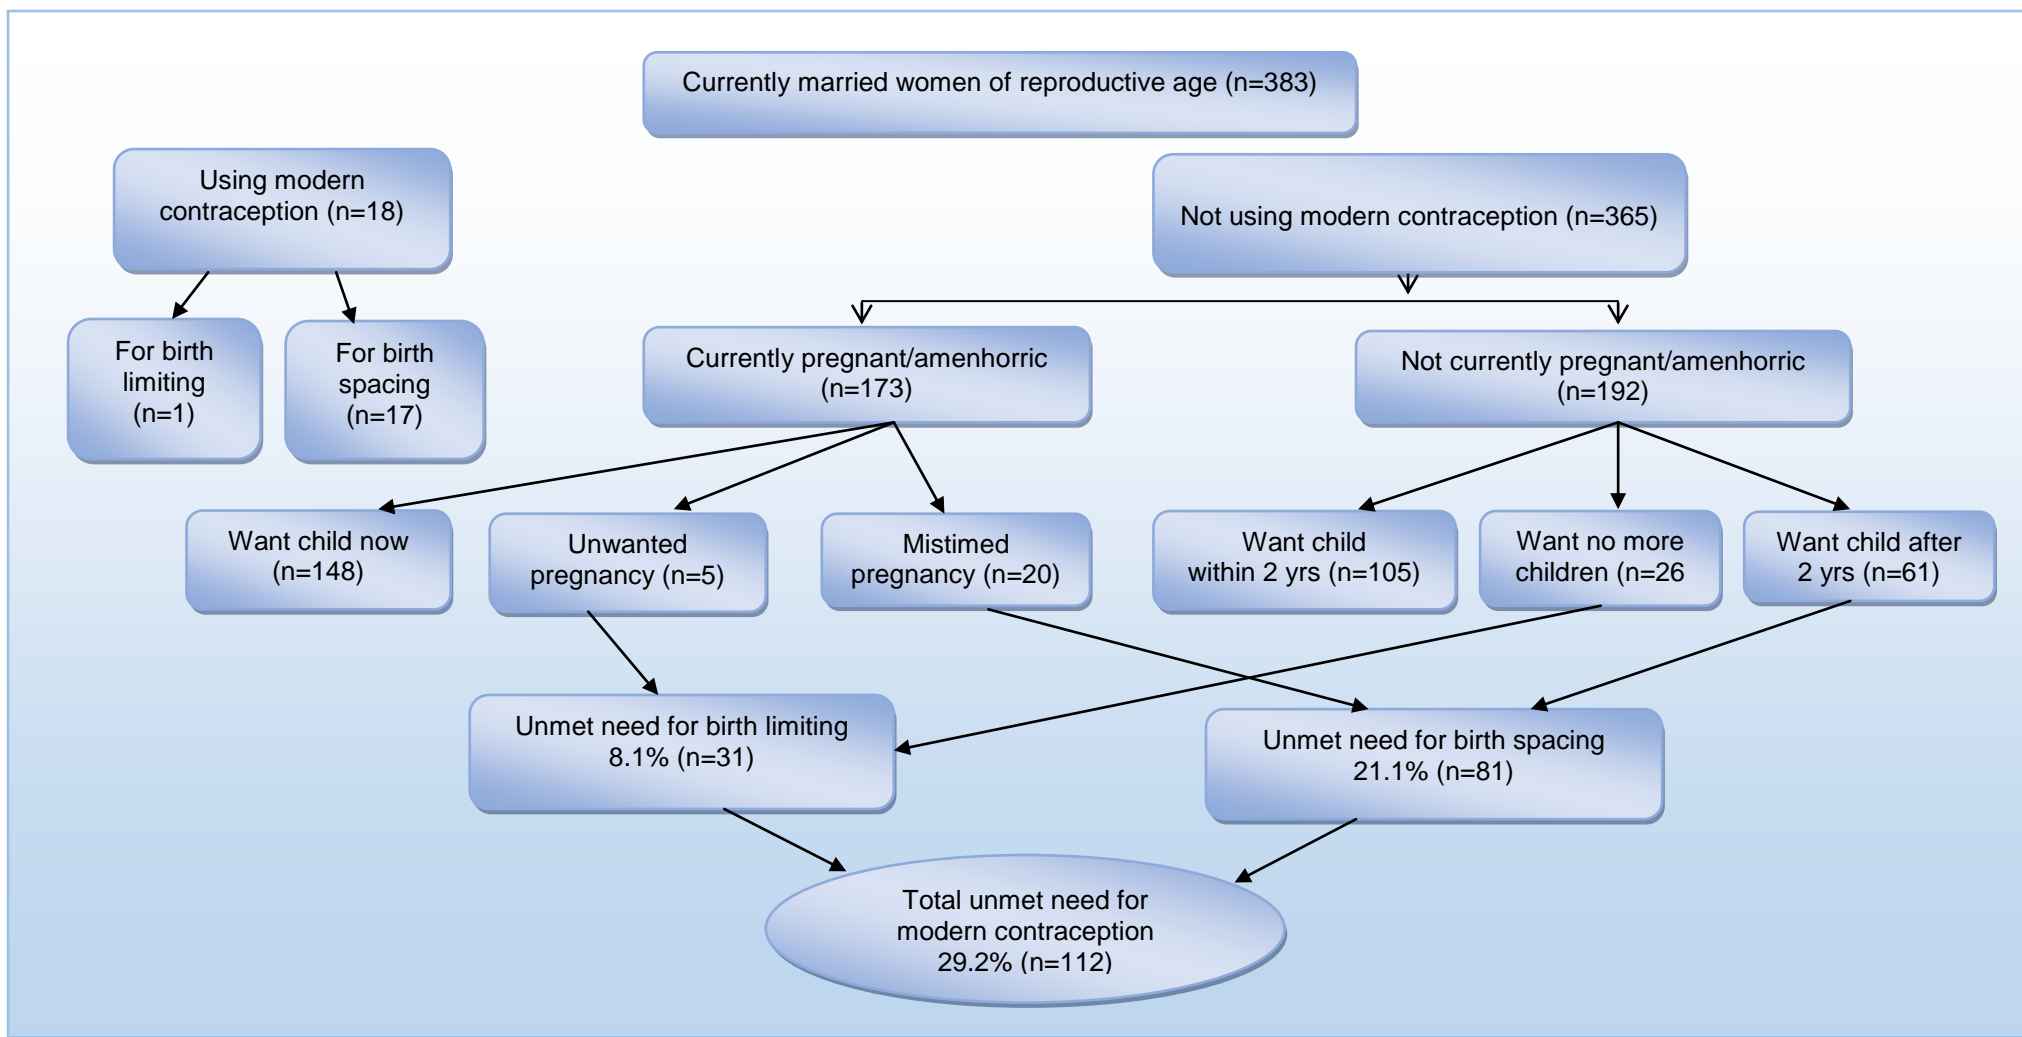 Currently married women of reproductive age (n=383)
Using modern
contraception (n=18)
Not using modern contraception (n=365)
For birth
limiting
(n=1)
For birth
spacing
(n=17)
Currently pregnant/amenhorric
(n=173)
Not currently pregnant/amenhorric
(n=192)
Want child now
(n=148)
Unwanted
pregnancy (n=5)
Mistimed
pregnancy (n=20)
Want child
within 2 yrs (n=105)
Want no more
children (n=26
Want child after
2 yrs (n=61)
Unmet need for birth limiting
8.1% (n=31)
Unmet need for birth spacing
21.1% (n=81)
Total unmet need for
modern contraception
29.2% (n=112)